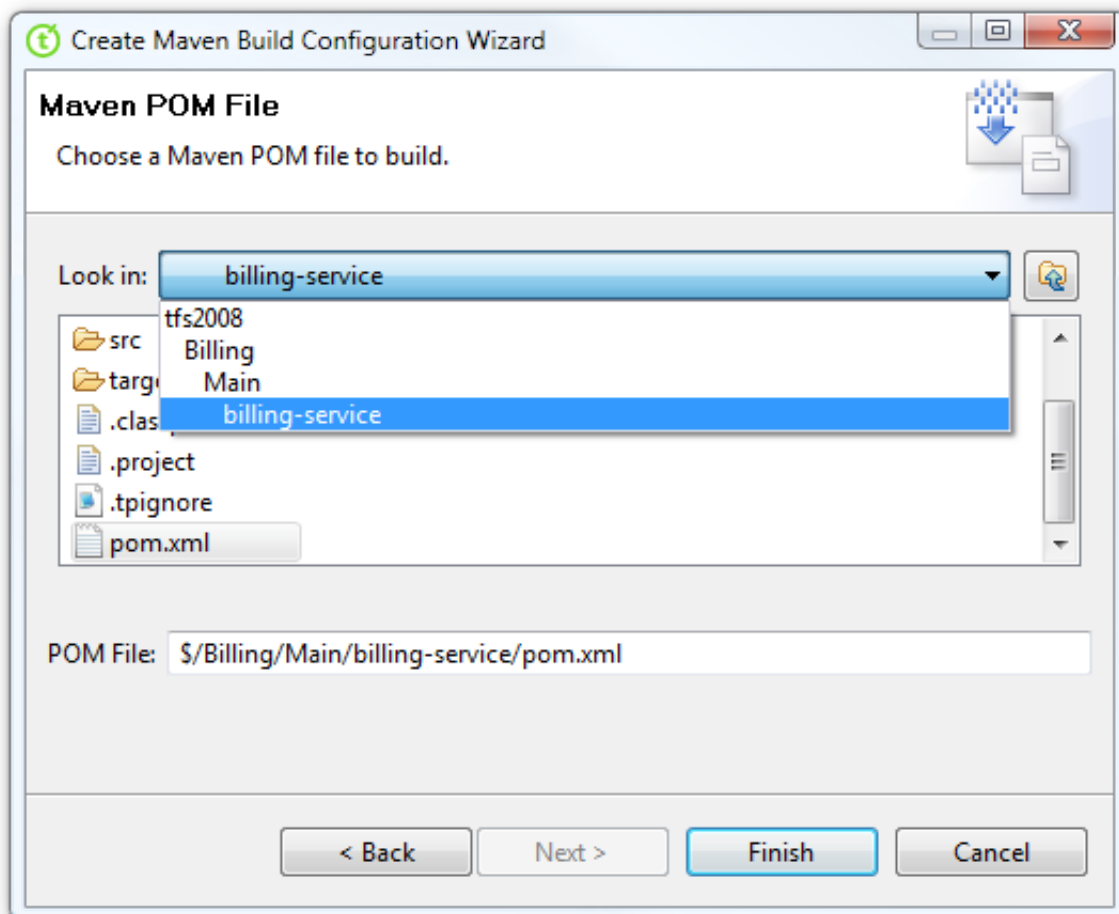 Create Maven Build Configuration Wizard
Maven POM File
Choose a Maven POM file to build.
Look in: billing-service
tfs2008
Billing
Main
billing-service
src
.project
.tpignore
pom.xml
POM File: $/Billing/Main/billing-service/pom.xml
< Back Next > Finish Cancel